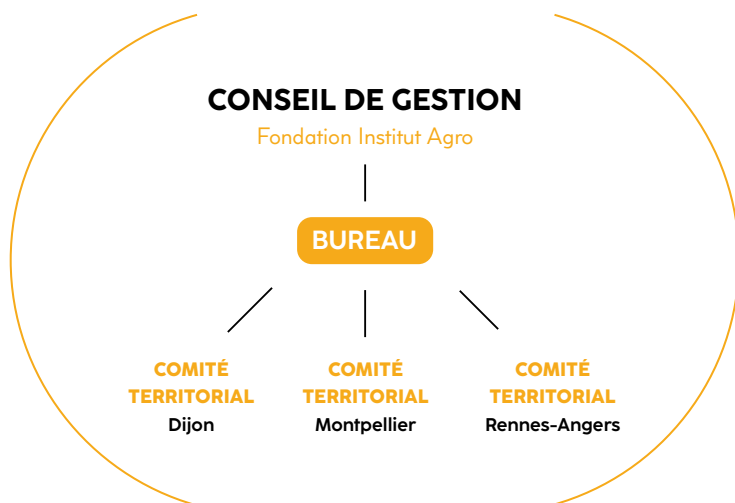 CONSEIL DE GESTION
Fondation Institut Agro
BUREAU
COMITÉ
TERRITORIAL
Dijon
COMITÉ
TERRITORIAL
Montpellier
COMITÉ
TERRITORIAL
Rennes-Angers